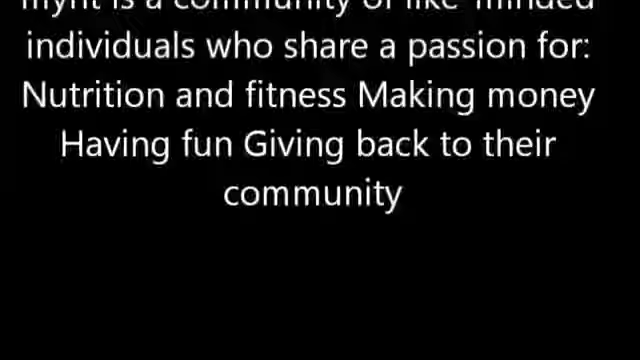 mynt is a community of like-minded
individuals who share a passion for:
Nutrition and fitness Making money
Having fun Giving back to their
community